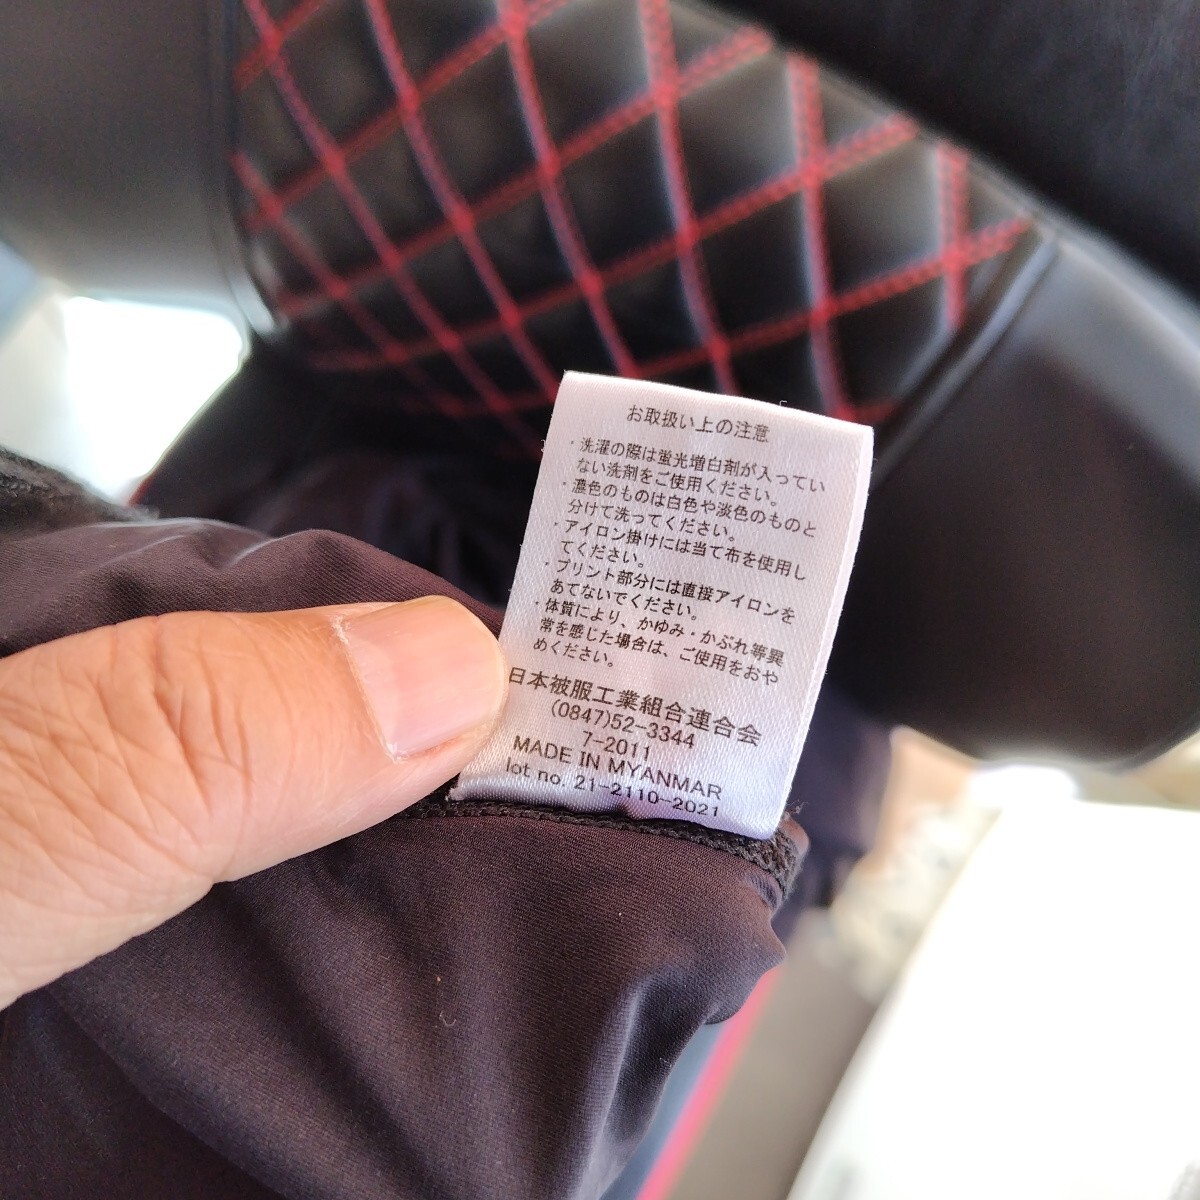 お取扱い上の注意
・洗濯の際は蛍光増白剤が入ってい
ない洗剤をご使用ください。
・濃色のものは白色や淡色のものと
分けて洗ってください。
・アイロン掛けには当て布を使用し
てください。
・プリント部分には直接アイロンを
あてないでください。
・体質により、かゆみ・かぶれ等異
常を感じた場合は、ご使用をおや
めください。
日本被服工業組合連合会
(0847)52-3344
7-2011
MADE IN MYANMAR
lot no. 21-2110-2021